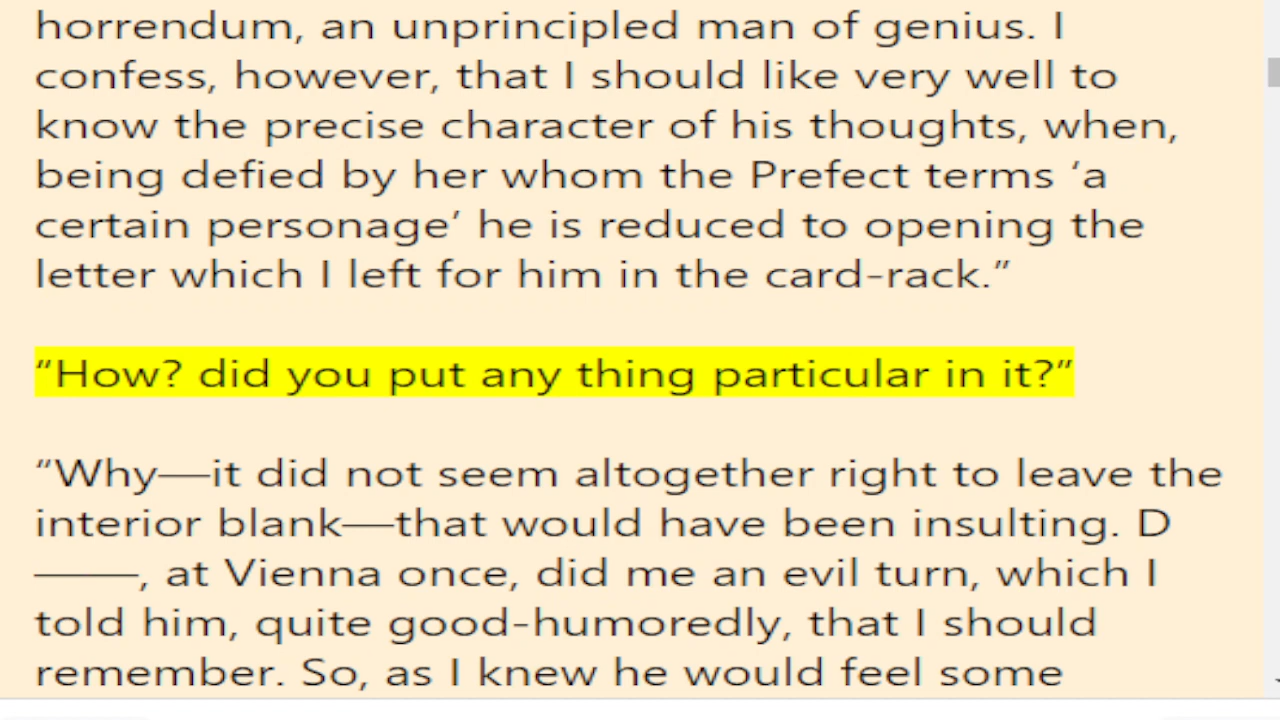 horrendum, an unprincipled man of genius. I
confess, however, that I should like very well to
know the precise character of his thoughts, when,
being defied by her whom the Prefect terms ‘a
certain personage’ he is reduced to opening the
letter which I left for him in the card-rack.”
“How? did you put any thing particular in it?”
“Why—it did not seem altogether right to leave the
interior blank—that would have been insulting. D
——, at Vienna once, did me an evil turn, which I
told him, quite good-humoredly, that I should
remember. So, as I knew he would feel some